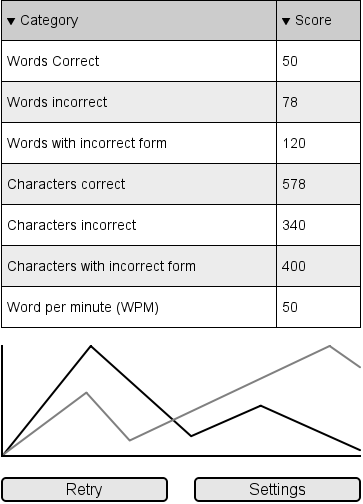 ▼ Category ▼ Score
Words Correct 50
Words incorrect 78
Words with incorrect form 120
Characters correct 578
Characters incorrect 340
Characters with incorrect form 400
Word per minute (WPM) 50
Retry Settings